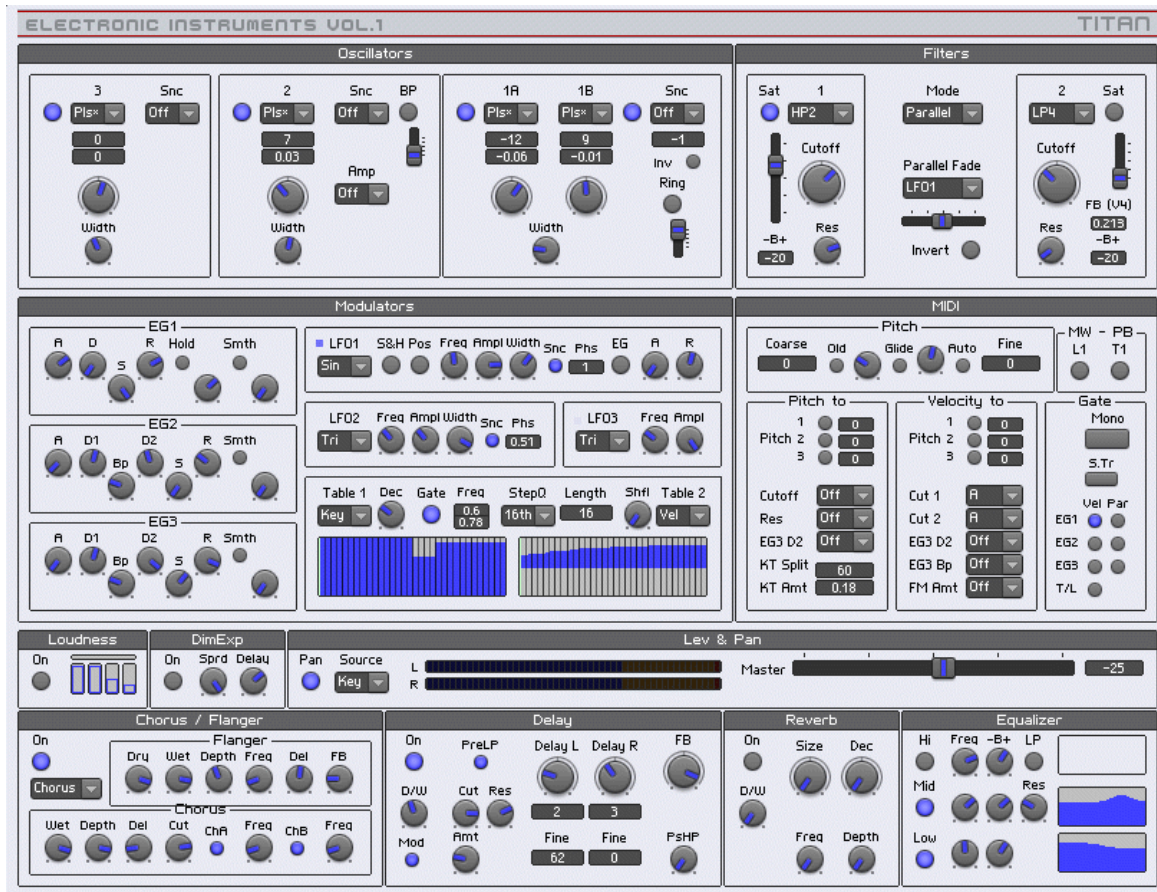 ELECTRONIC INSTRUMENTS VOL.1 TITAN
Oscillators Filters
3 Snc 2 Snc BP 1A 1B Snc Sat 1 Mode 2 Sat
Pls× Off Pls× Off Pls× Pls× Off HP2 Parallel LP4
0 7 -12 9 -1
0 0.03 -0.06 -0.01
Cutoff Cutoff
Amp Inv Parallel Fade
Off Ring LFO1
FB (V4)
0.213
Width Width Width -B+ Res Res -B+
-20 Invert -20
Modulators MIDI
EG1 Pitch MW - PB
A D R Hold Smth LFO1 S&H Pos Freq Ampl Width Snc Phs EG A R Coarse Old Glide Auto Fine L1 T1
S Sin 1 0 0
Pitch to Velocity to Gate
EG2 LFO2 Freq Ampl Width Snc Phs LFO3 Freq Ampl 1 0 1 0 Mono
A D1 D2 R Smth Tri 0.51 Tri Pitch 2 0 Pitch 2 0
Bp S 3 0 3 0
S.Tr
Table 1 Dec Gate Freq StepQ Length Shfl Table 2 Cutoff Off Cut 1 A
Key 0.6 16th 16 Vel Res Off Cut 2 A Vel Par
0.78 EG1
EG3 EG3 D2 Off EG3 D2 Off EG2
A D1 D2 R Smth KT Split 60 EG3 Bp Off EG3
Bp S KT Amt 0.18 FM Amt Off T/L
Loudness DimExp Lev & Pan
On On Sprd Delay Pan Source L Master -25
Key R
Chorus / Flanger Delay Reverb Equalizer
On Flanger On PreLP Delay L Delay R FB On Size Dec Hi Freq -B+ LP
Dry Wet Depth Freq Del FB
Chorus D/W Cut Res D/W Mid Res
Chorus 2 3
Wet Depth Del Cut ChA Freq ChB Freq Mod Amt Fine Fine PsHP Freq Depth Low
62 0